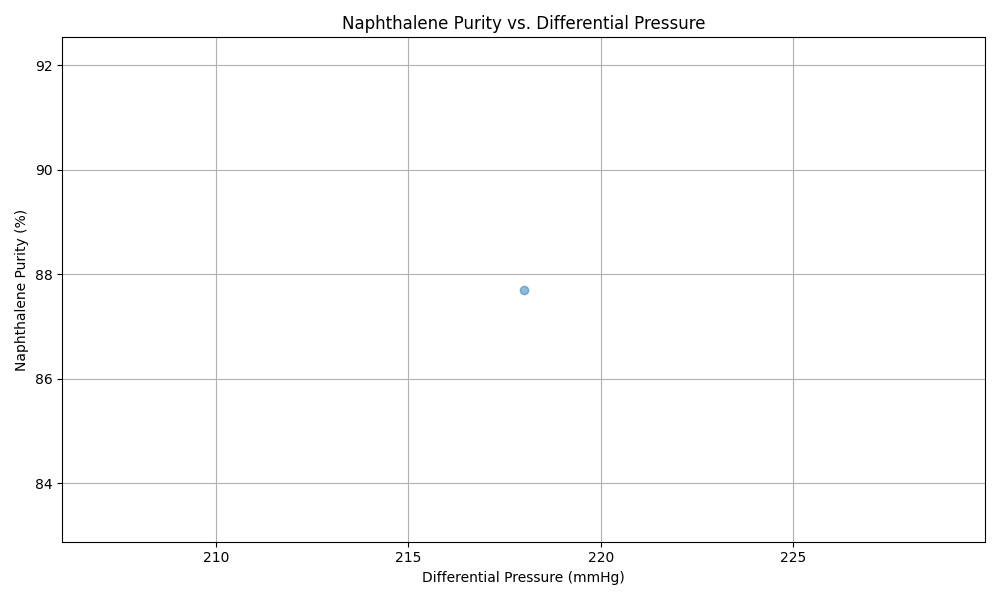 Naphthalene Purity vs. Differential Pressure
92
90
88
86
84
Naphthalene Purity (%)
210 215 220 225
Differential Pressure (mmHg)